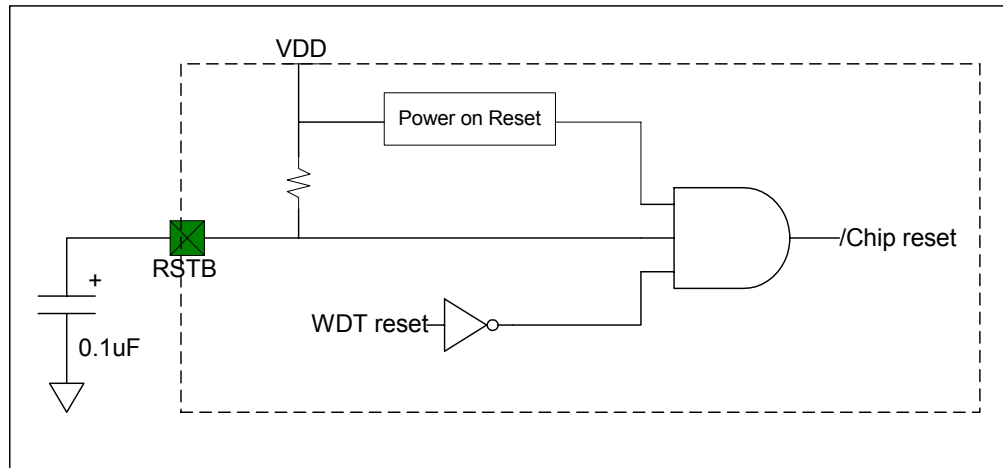 VDD
Power on Reset
/Chip reset
RSTB
+
WDT reset
0.1uF